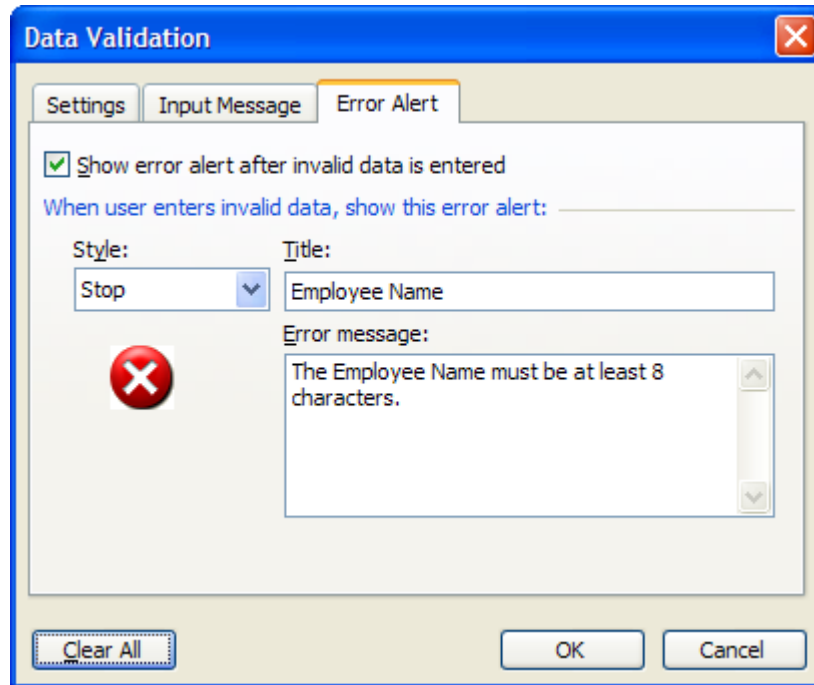 Data Validation
Settings Input Message Error Alert
Show error alert after invalid data is entered
When user enters invalid data, show this error alert:
Style: Title:
Stop Employee Name
Error message:
The Employee Name must be at least 8
characters.
Clear All OK Cancel